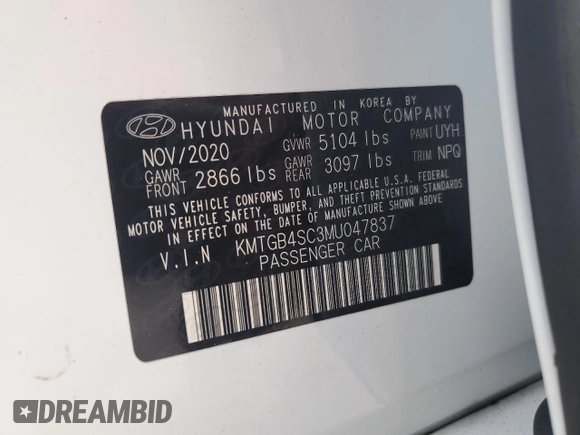 MANUFACTURED IN KOREA BY
HYUNDAI MOTOR COMPANY
NOV/2020 GVWR 5104 lbs PAINT UYH
GAWR FRONT 2866 lbs GAWR REAR 3097 lbs TRIM NPQ
THIS VEHICLE CONFORMS TO ALL APPLICABLE U.S.A. FEDERAL
MOTOR VEHICLE SAFETY, BUMPER, AND THEFT PREVENTION STANDARDS
IN EFFECT ON THE DATE OF MANUFACTURE SHOWN ABOVE.
V.I.N KMTGB4SC3MU047837
PASSENGER CAR
DREAMBID